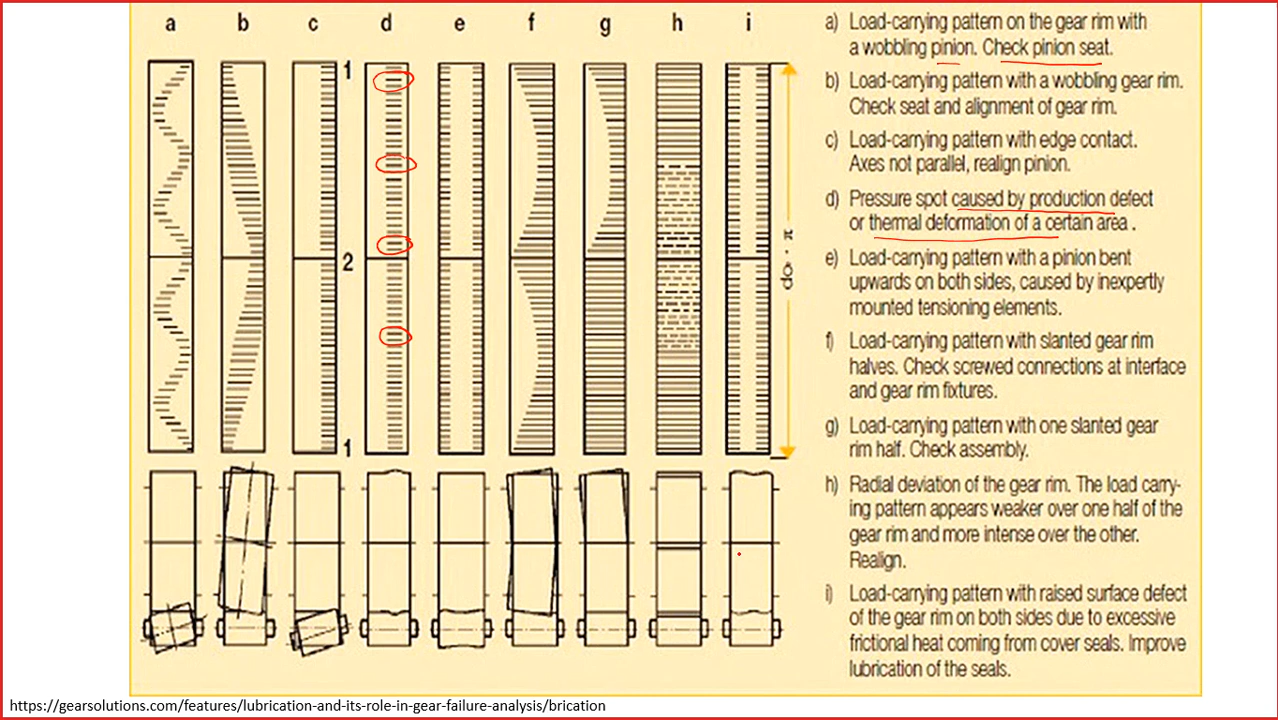 a b c d e f g h i
1
2
1
do · π
a) Load-carrying pattern on the gear rim with
a wobbling pinion. Check pinion seat.
b) Load-carrying pattern with a wobbling gear rim.
Check seat and alignment of gear rim.
c) Load-carrying pattern with edge contact.
Axes not parallel, realign pinion.
d) Pressure spot caused by production defect
or thermal deformation of a certain area .
e) Load-carrying pattern with a pinion bent
upwards on both sides, caused by inexpertly
mounted tensioning elements.
f) Load-carrying pattern with slanted gear rim
halves. Check screwed connections at interface
and gear rim fixtures.
g) Load-carrying pattern with one slanted gear
rim half. Check assembly.
h) Radial deviation of the gear rim. The load carry-
ing pattern appears weaker over one half of the
gear rim and more intense over the other.
Realign.
i) Load-carrying pattern with raised surface defect
of the gear rim on both sides due to excessive
frictional heat coming from cover seals. Improve
lubrication of the seals.
https://gearsolutions.com/features/lubrication-and-its-role-in-gear-failure-analysis/brication